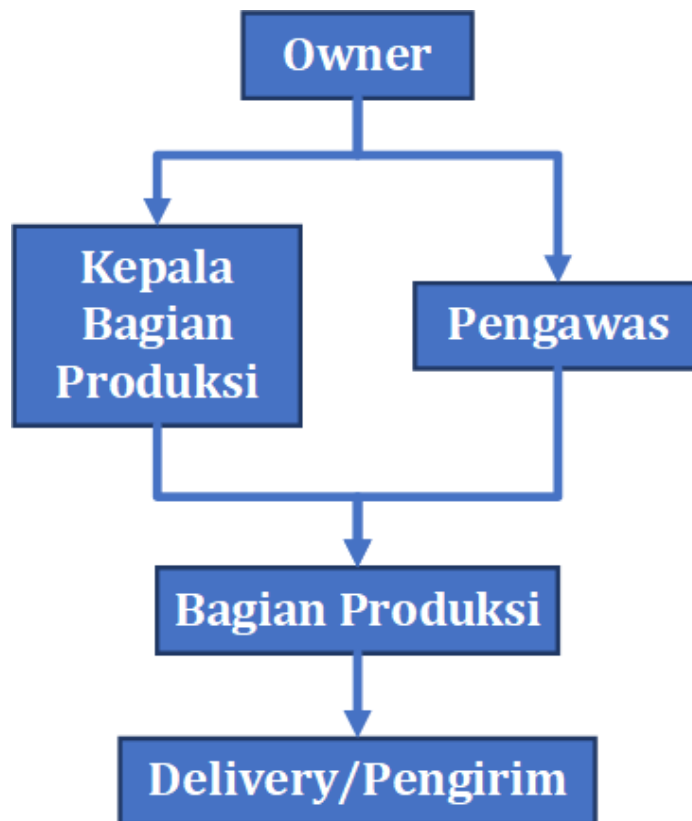 Owner
Kepala
Bagian
Produksi
Pengawas
Bagian Produksi
Delivery/Pengirim